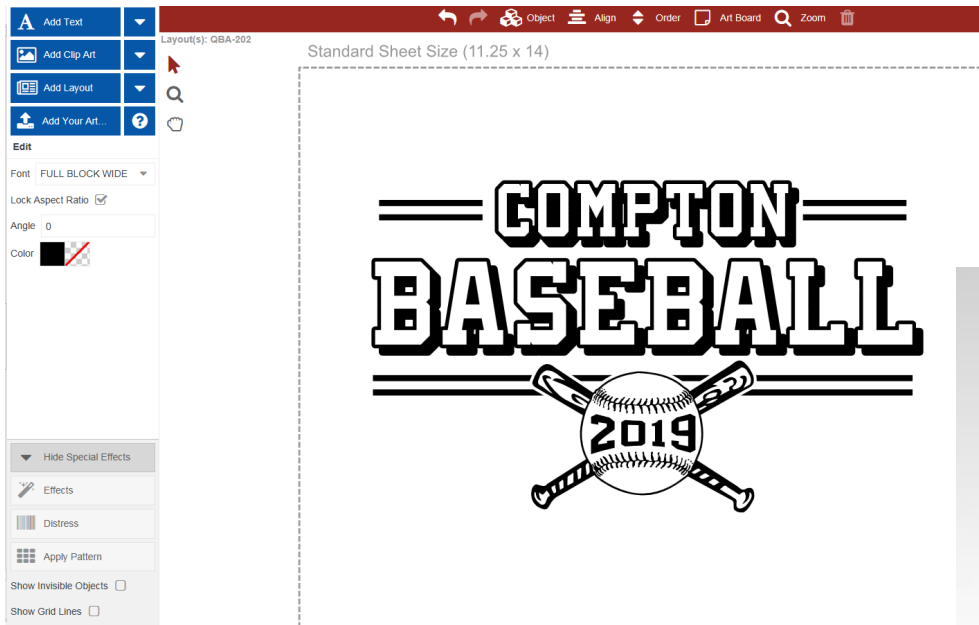 Add Text
Object Align Order Art Board Zoom
Layout(s): QBA-202
Add Clip Art
Standard Sheet Size (11.25 x 14)
Add Layout
Add Your Art...
Edit
Font FULL BLOCK WIDE
Lock Aspect Ratio
Angle 0
Color
COMPTON
BASEBALL
2019
Hide Special Effects
Effects
Distress
Apply Pattern
Show Invisible Objects
Show Grid Lines